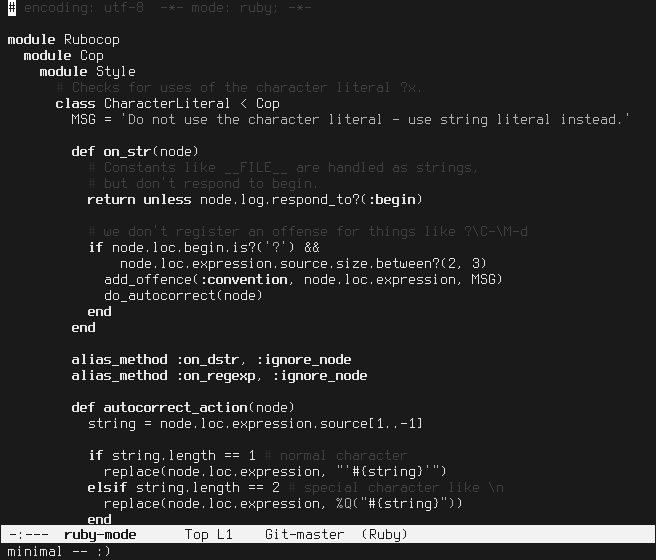 # encoding: utf-8  -*- mode: ruby; -*-

module Rubocop
  module Cop
    module Style
      # Checks for uses of the character literal ?x.
      class CharacterLiteral < Cop
        MSG = 'Do not use the character literal - use string literal instead.'

        def on_str(node)
          # Constants like __FILE__ are handled as strings,
          # but don't respond to begin.
          return unless node.log.respond_to?(:begin)

          # we don't register an offense for things like ?\C-\M-d
          if node.loc.begin.is?('?') &&
              node.loc.expression.source.size.between?(2, 3)
            add_offence(:convention, node.loc.expression, MSG)
            do_autocorrect(node)
          end
        end

        alias_method :on_dstr, :ignore_node
        alias_method :on_regexp, :ignore_node

        def autocorrect_action(node)
          string = node.loc.expression.source[1..-1]

          if string.length == 1 # normal character
            replace(node.loc.expression, "'#{string}'")
          elsif string.length == 2 # special character like \n
            replace(node.loc.expression, %Q("#{string}"))
          end
-:---  ruby-mode      Top L1    Git-master  (Ruby)
minimal -- :)